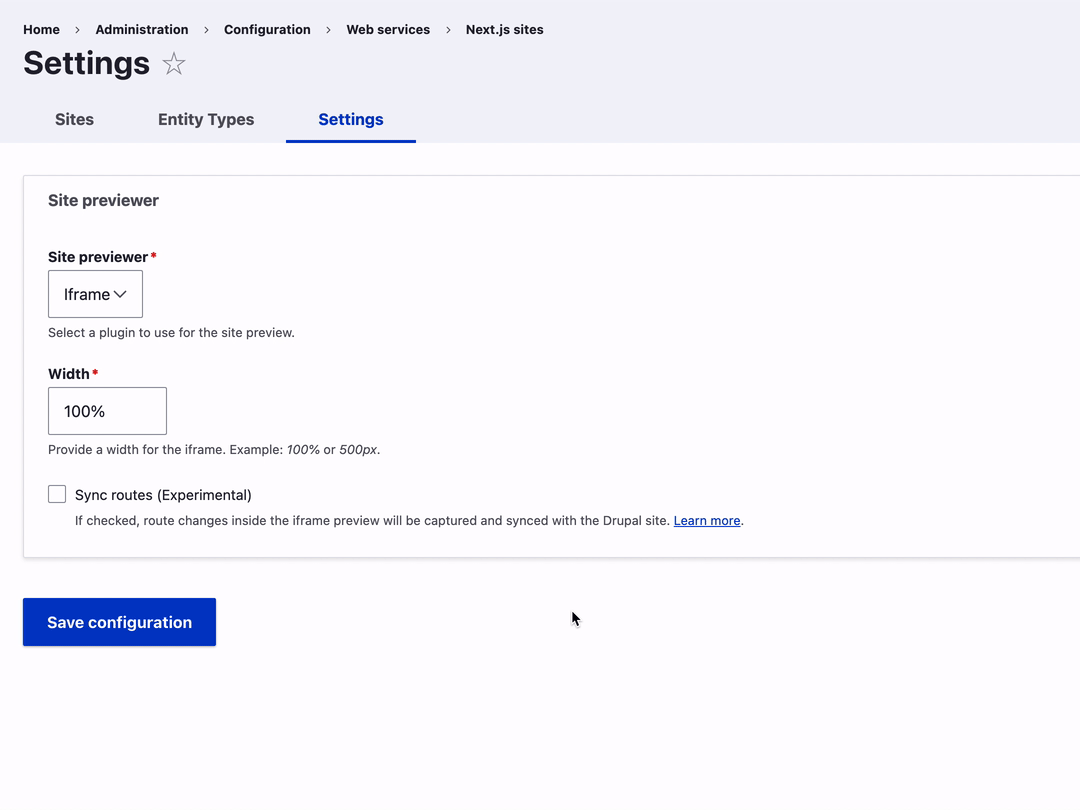 Home › Administration › Configuration › Web services › Next.js sites
Settings
Sites Entity Types Settings
Site previewer
Site previewer*
Iframe
Select a plugin to use for the site preview.
Width*
100%
Provide a width for the iframe. Example: 100% or 500px.
Sync routes (Experimental)
If checked, route changes inside the iframe preview will be captured and synced with the Drupal site. Learn more.
Save configuration